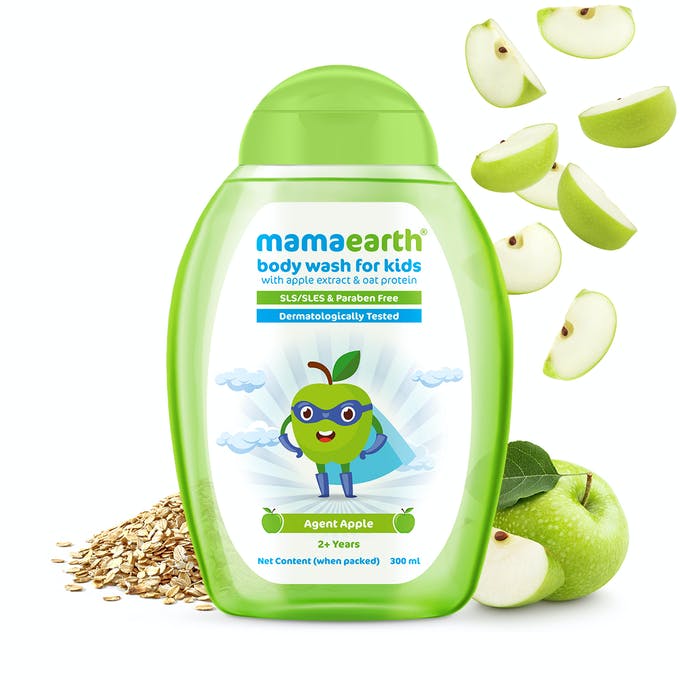 mamaearth®
body wash for kids
with apple extract & oat protein
SLS/SLES & Paraben Free
Dermatologically Tested
Agent Apple
2+ Years
Net Content (when packed) 300 ml